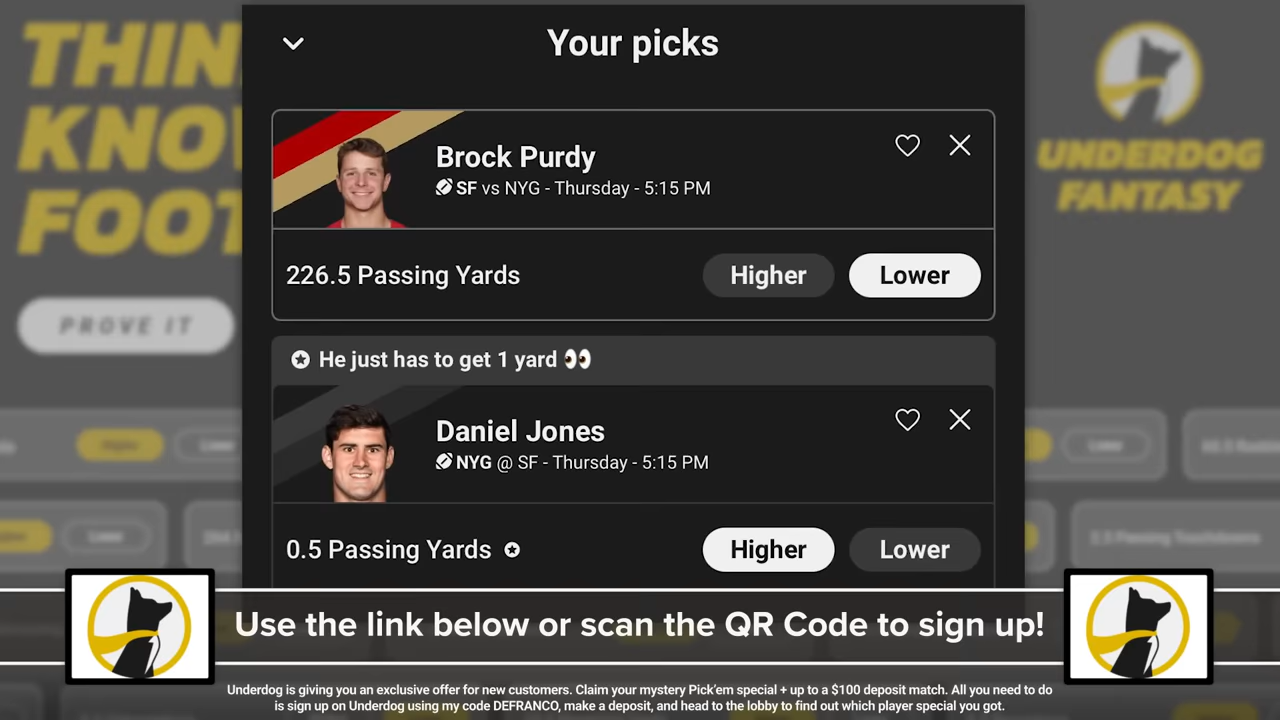 Your picks
THIN
KNO
FOOT
PROVE IT
UNDERDOG
FANTASY
Brock Purdy
SF vs NYG - Thursday - 5:15 PM
226.5 Passing Yards Higher Lower
He just has to get 1 yard 👀
Daniel Jones
NYG @ SF - Thursday - 5:15 PM
0.5 Passing Yards Higher Lower
Use the link below or scan the QR Code to sign up!
Underdog is giving you an exclusive offer for new customers. Claim your mystery Pick'em special + up to a $100 deposit match. All you need to do
is sign up on Underdog using my code DEFRANCO, make a deposit, and head to the lobby to find out which player special you got.